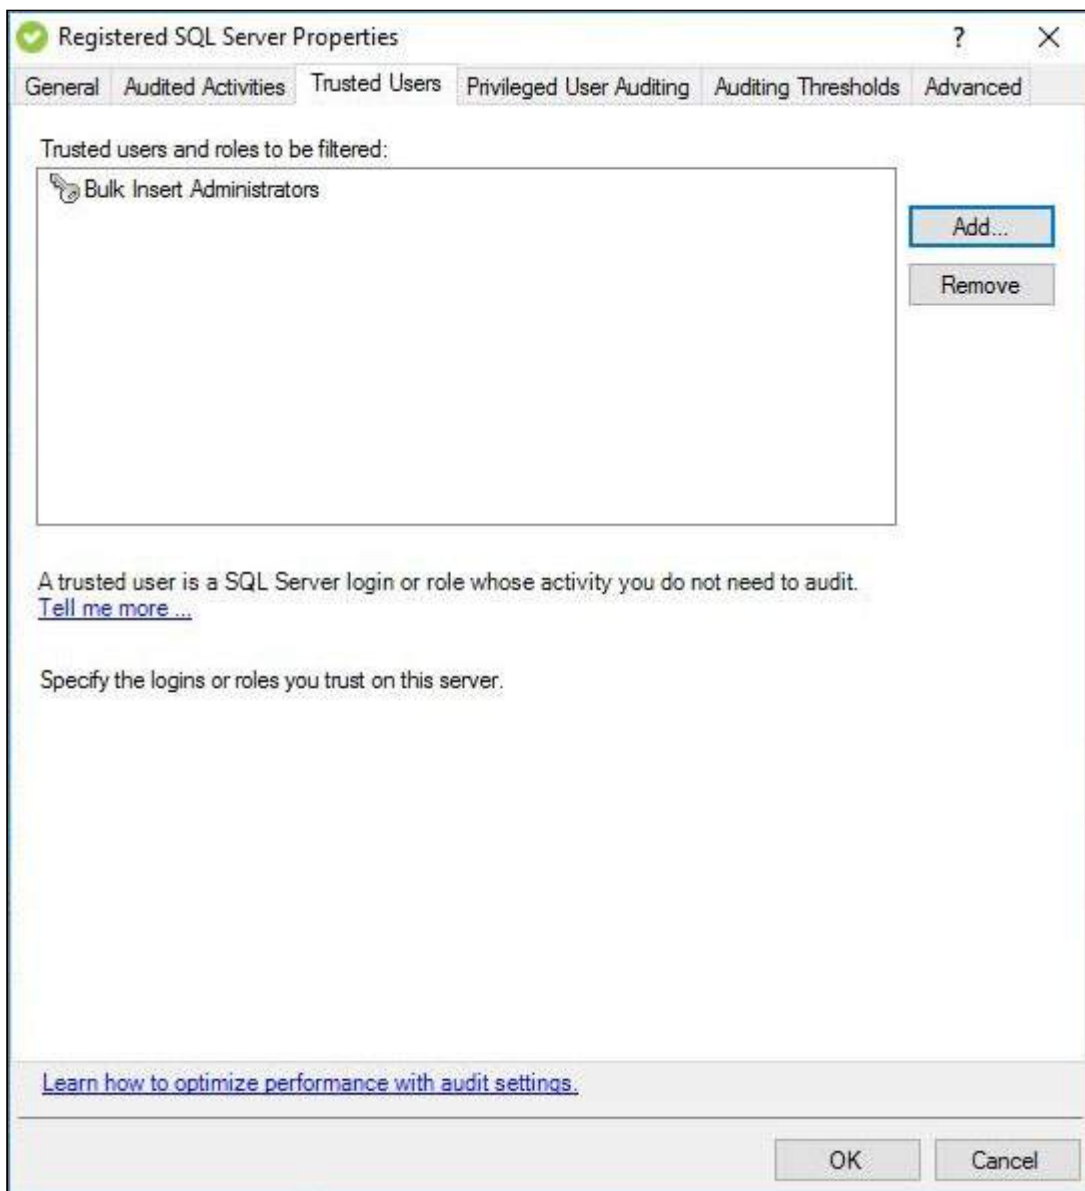 Registered SQL Server Properties
?
General Audited Activities Trusted Users Privileged User Auditing Auditing Thresholds Advanced
Trusted users and roles to be filtered:
Bulk Insert Administrators
Add...
Remove
A trusted user is a SQL Server login or role whose activity you do not need to audit.
Tell me more ...
Specify the logins or roles you trust on this server.
Learn how to optimize performance with audit settings.
OK Cancel